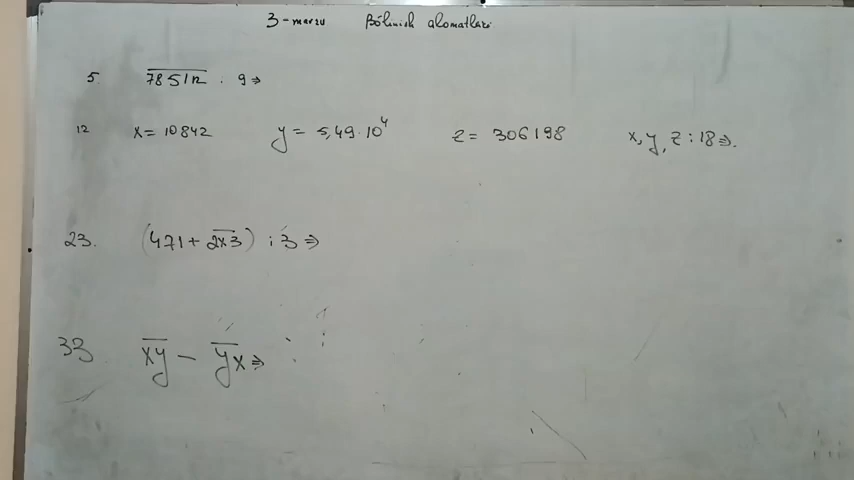 3-mavzu Bo'linish alomatlari
5. 7851n : 9⇒
12 x=10842 y=5,49·10⁴ z=306198 x,y,z:18⇒.
23. (471+2x3) : 3⇒
33 xy - yx⇒